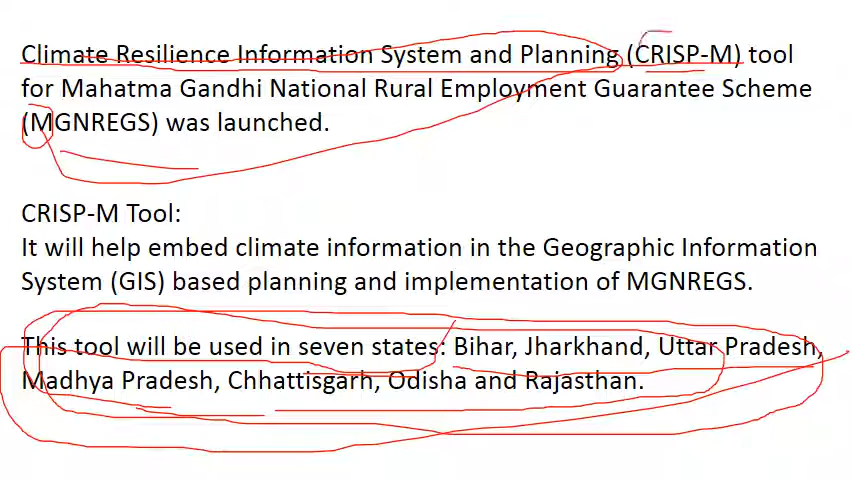 Climate Resilience Information System and Planning (CRISP-M) tool
for Mahatma Gandhi National Rural Employment Guarantee Scheme
(MGNREGS) was launched.
CRISP-M Tool:
It will help embed climate information in the Geographic Information
System (GIS) based planning and implementation of MGNREGS.
This tool will be used in seven states: Bihar, Jharkhand, Uttar Pradesh,
Madhya Pradesh, Chhattisgarh, Odisha and Rajasthan.